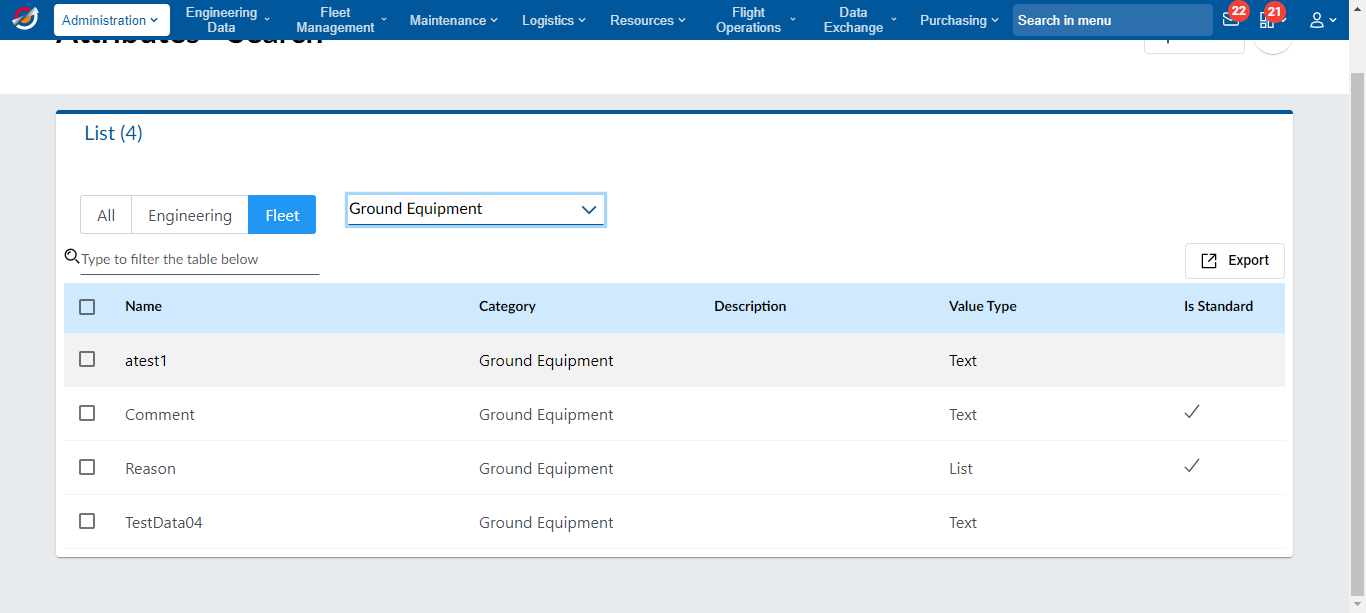 Administration
Engineering
Data
Fleet
Management
Maintenance
Logistics
Resources
Flight
Operations
Data
Exchange
Purchasing
Search in menu
22
21
Attributes - Search
List (4)
All
Engineering
Fleet
Ground Equipment
Type to filter the table below
Export
Name Category Description Value Type Is Standard
atest1 Ground Equipment Text
Comment Ground Equipment Text
Reason Ground Equipment List
TestData04 Ground Equipment Text